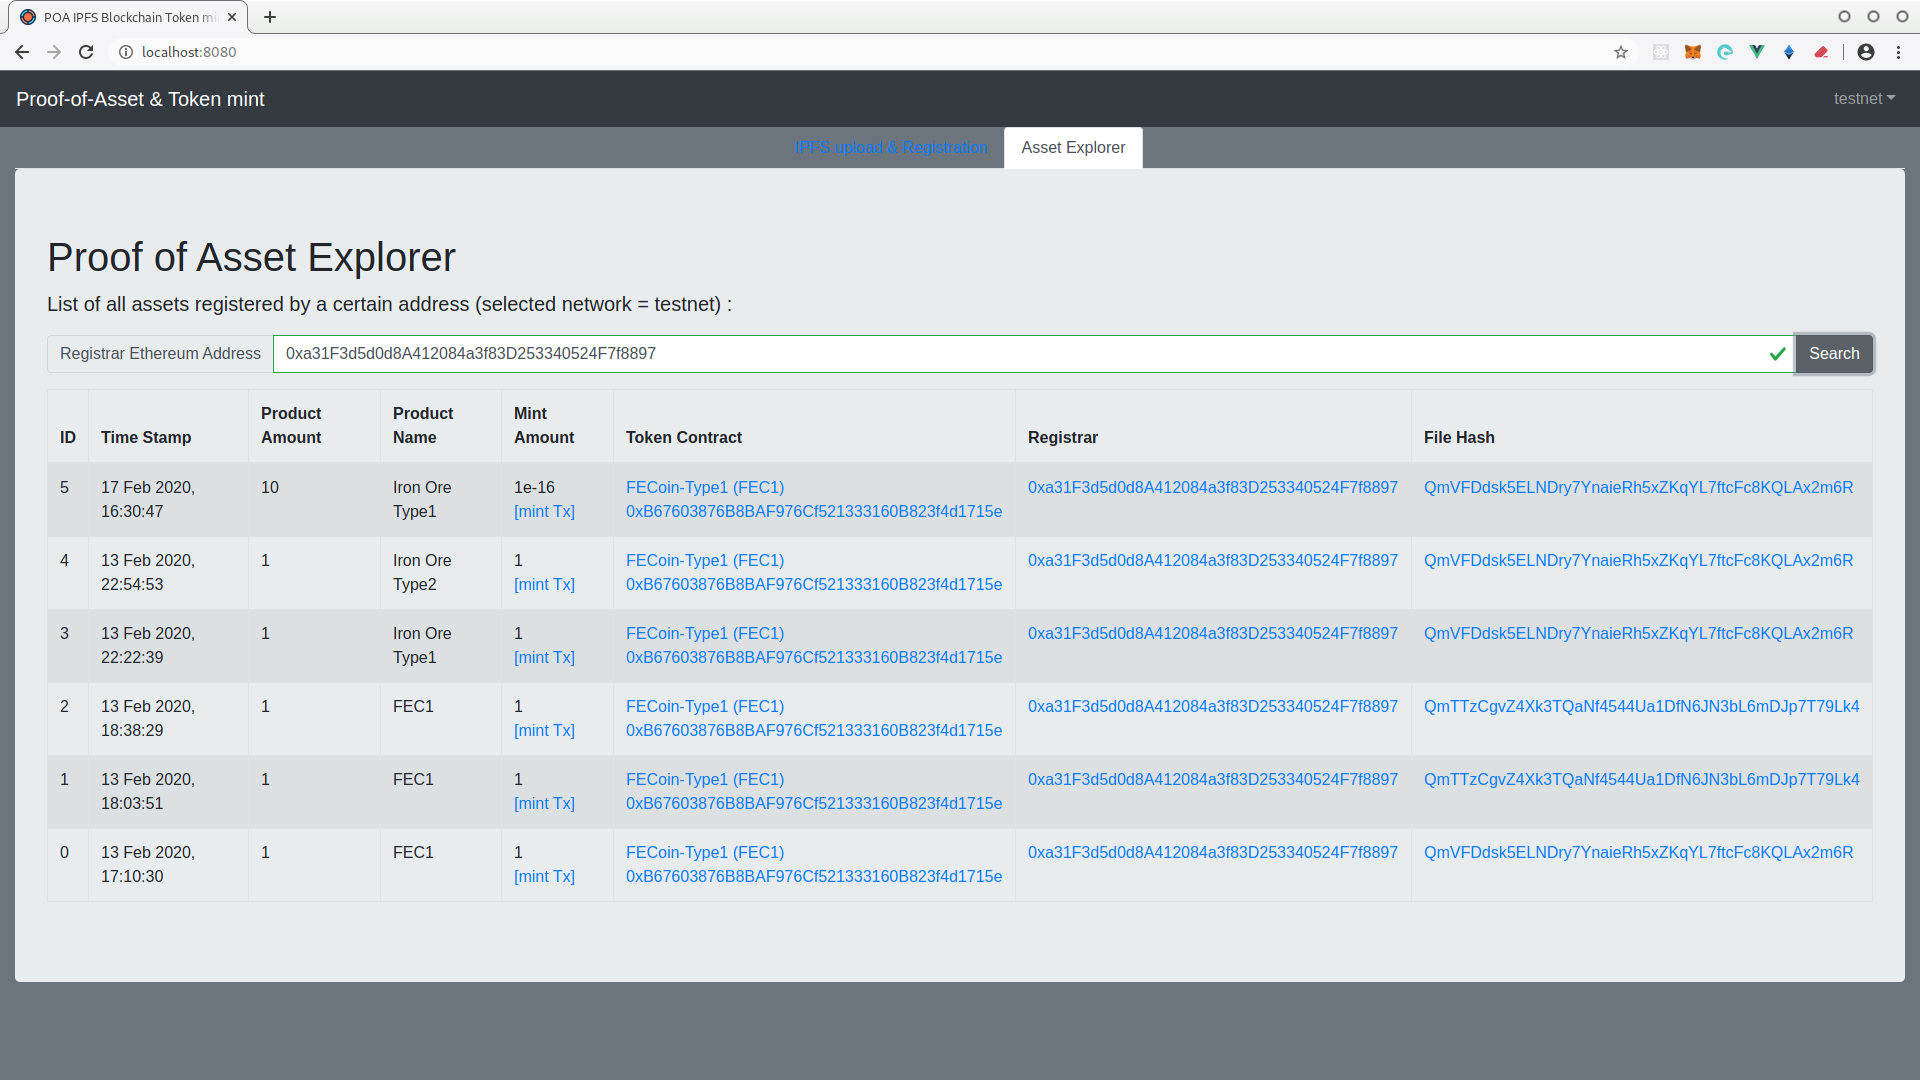 POA IPFS Blockchain Token mi
localhost:8080
Proof-of-Asset & Token mint
testnet
IPFS upload & Registration
Asset Explorer
Proof of Asset Explorer
List of all assets registered by a certain address (selected network = testnet) :
Registrar Ethereum Address 0xa31F3d5d0d8A412084a3f83D253340524F7f8897 Search
ID Time Stamp Product Amount Product Name Mint Amount Token Contract Registrar File Hash
5 17 Feb 2020, 10 Iron Ore 1e-16 FECoin-Type1 (FEC1) 0xa31F3d5d0d8A412084a3f83D253340524F7f8897 QmVFDdsk5ELNDry7YnaieRh5xZKqYL7ftcFc8KQLAx2m6R
16:30:47 Type1 [mint Tx] 0xB67603876B8BAF976Cf521333160B823f4d1715e
4 13 Feb 2020, 1 Iron Ore 1 FECoin-Type1 (FEC1) 0xa31F3d5d0d8A412084a3f83D253340524F7f8897 QmVFDdsk5ELNDry7YnaieRh5xZKqYL7ftcFc8KQLAx2m6R
22:54:53 Type2 [mint Tx] 0xB67603876B8BAF976Cf521333160B823f4d1715e
3 13 Feb 2020, 1 Iron Ore 1 FECoin-Type1 (FEC1) 0xa31F3d5d0d8A412084a3f83D253340524F7f8897 QmVFDdsk5ELNDry7YnaieRh5xZKqYL7ftcFc8KQLAx2m6R
22:22:39 Type1 [mint Tx] 0xB67603876B8BAF976Cf521333160B823f4d1715e
2 13 Feb 2020, 1 FEC1 1 FECoin-Type1 (FEC1) 0xa31F3d5d0d8A412084a3f83D253340524F7f8897 QmTTzCgvZ4Xk3TQaNf4544Ua1DfN6JN3bL6mDJp7T79Lk4
18:38:29 [mint Tx] 0xB67603876B8BAF976Cf521333160B823f4d1715e
1 13 Feb 2020, 1 FEC1 1 FECoin-Type1 (FEC1) 0xa31F3d5d0d8A412084a3f83D253340524F7f8897 QmTTzCgvZ4Xk3TQaNf4544Ua1DfN6JN3bL6mDJp7T79Lk4
18:03:51 [mint Tx] 0xB67603876B8BAF976Cf521333160B823f4d1715e
0 13 Feb 2020, 1 FEC1 1 FECoin-Type1 (FEC1) 0xa31F3d5d0d8A412084a3f83D253340524F7f8897 QmVFDdsk5ELNDry7YnaieRh5xZKqYL7ftcFc8KQLAx2m6R
17:10:30 [mint Tx] 0xB67603876B8BAF976Cf521333160B823f4d1715e